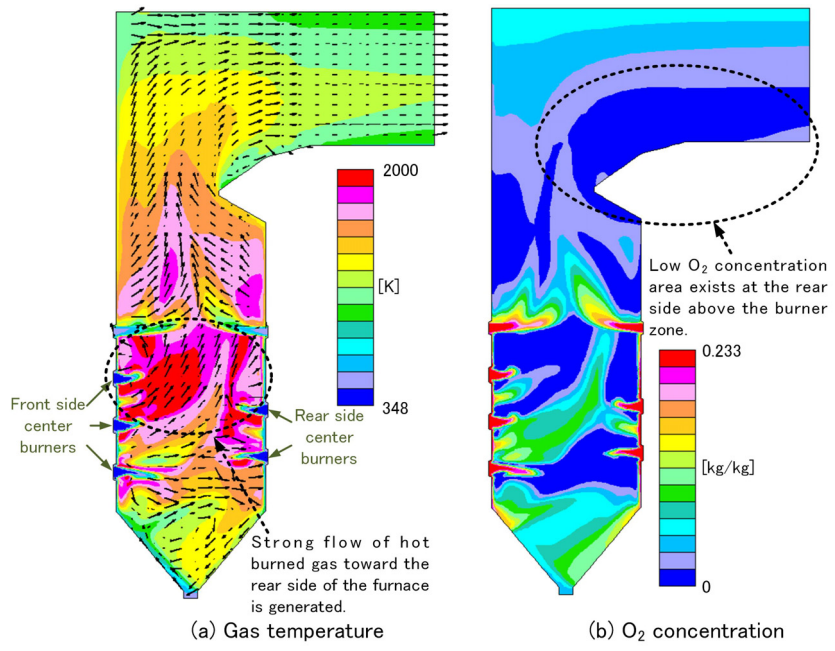 2000
[K]
348
Front side
center
burners
Rear side
center
burners
Strong flow of hot
burned gas toward the
rear side of the furnace
is generated.
(a) Gas temperature
Low O₂ concentration
area exists at the rear
side above the burner
zone.
0.233
[kg/kg]
0
(b) O₂ concentration